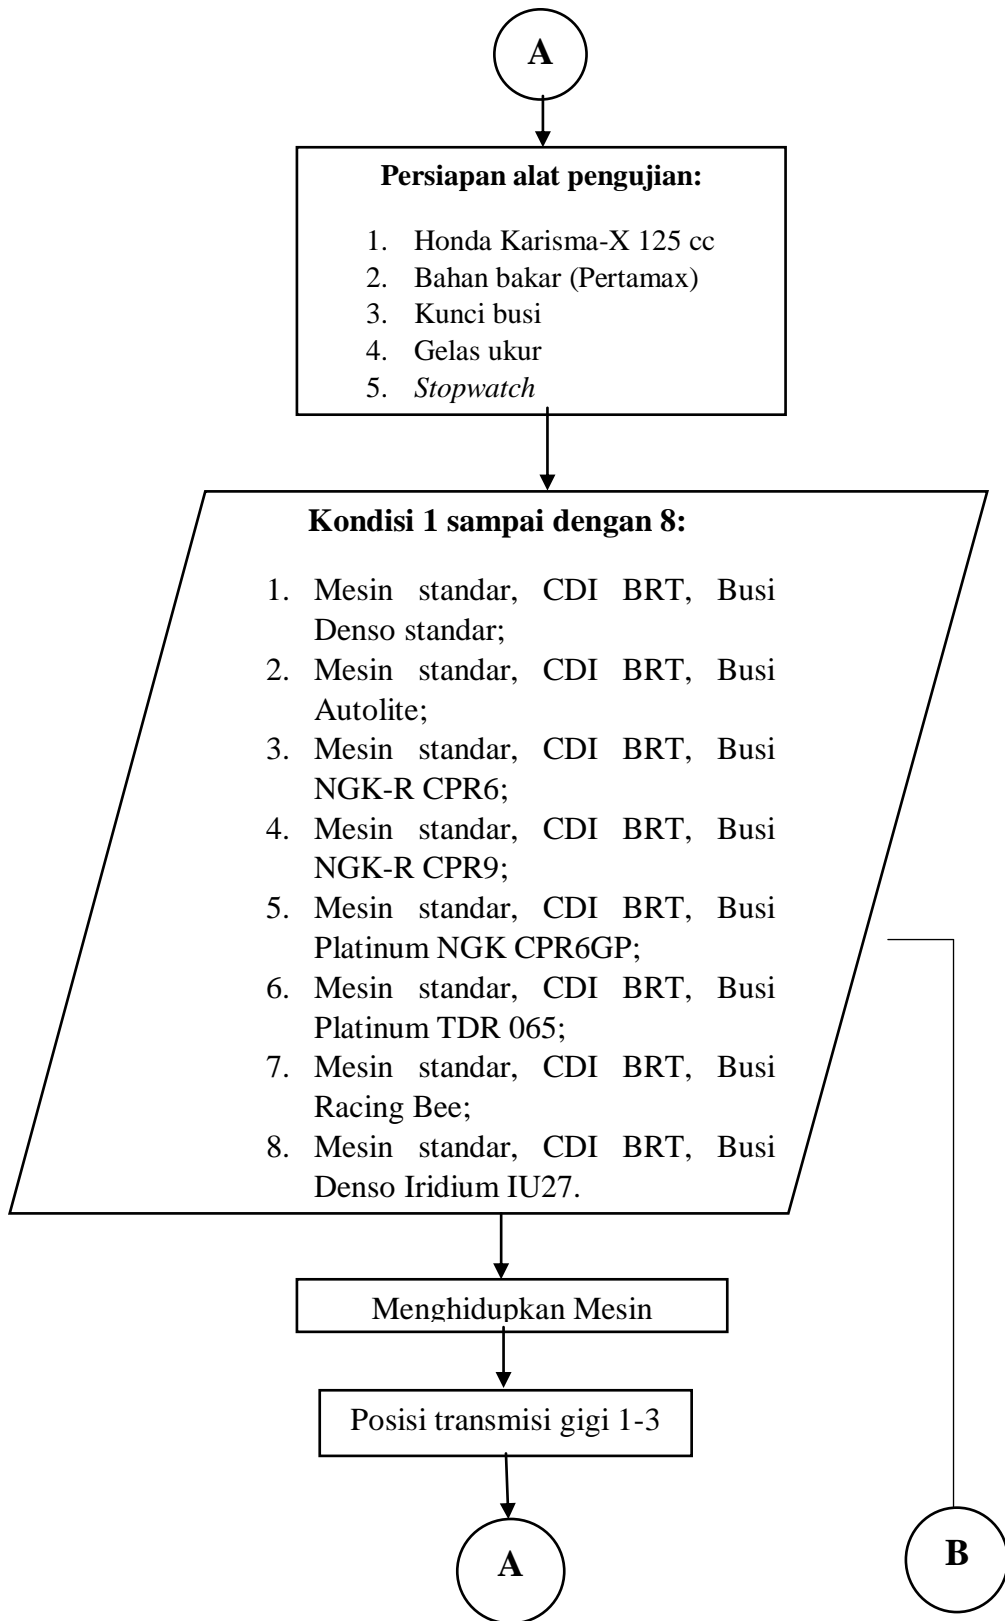 A
Persiapan alat pengujian:
1. Honda Karisma-X 125 cc
2. Bahan bakar (Pertamax)
3. Kunci busi
4. Gelas ukur
5. Stopwatch
Kondisi 1 sampai dengan 8:
1. Mesin standar, CDI BRT, Busi
Denso standar;
2. Mesin standar, CDI BRT, Busi
Autolite;
3. Mesin standar, CDI BRT, Busi
NGK-R CPR6;
4. Mesin standar, CDI BRT, Busi
NGK-R CPR9;
5. Mesin standar, CDI BRT, Busi
Platinum NGK CPR6GP;
6. Mesin standar, CDI BRT, Busi
Platinum TDR 065;
7. Mesin standar, CDI BRT, Busi
Racing Bee;
8. Mesin standar, CDI BRT, Busi
Denso Iridium IU27.
Menghidupkan Mesin
Posisi transmisi gigi 1-3
A
B